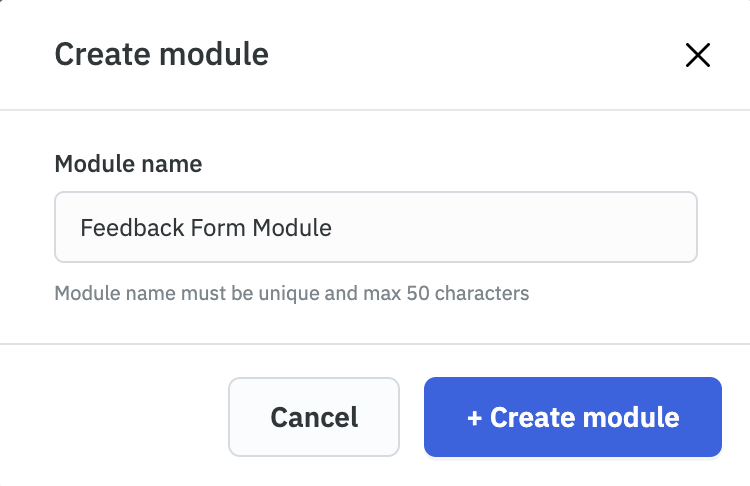 Create module
Module name
Feedback Form Module
Module name must be unique and max 50 characters
Cancel
+ Create module